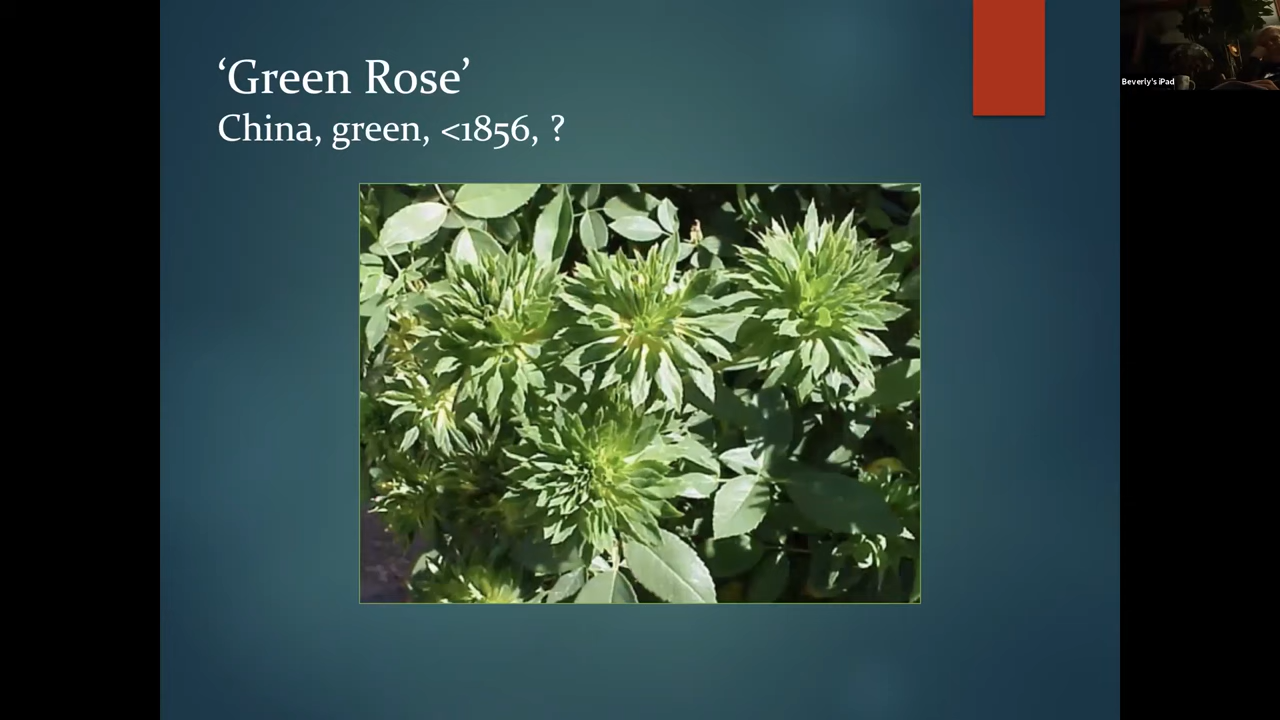 ‘Green Rose’
China, green, <1856, ?
Beverly's iPad